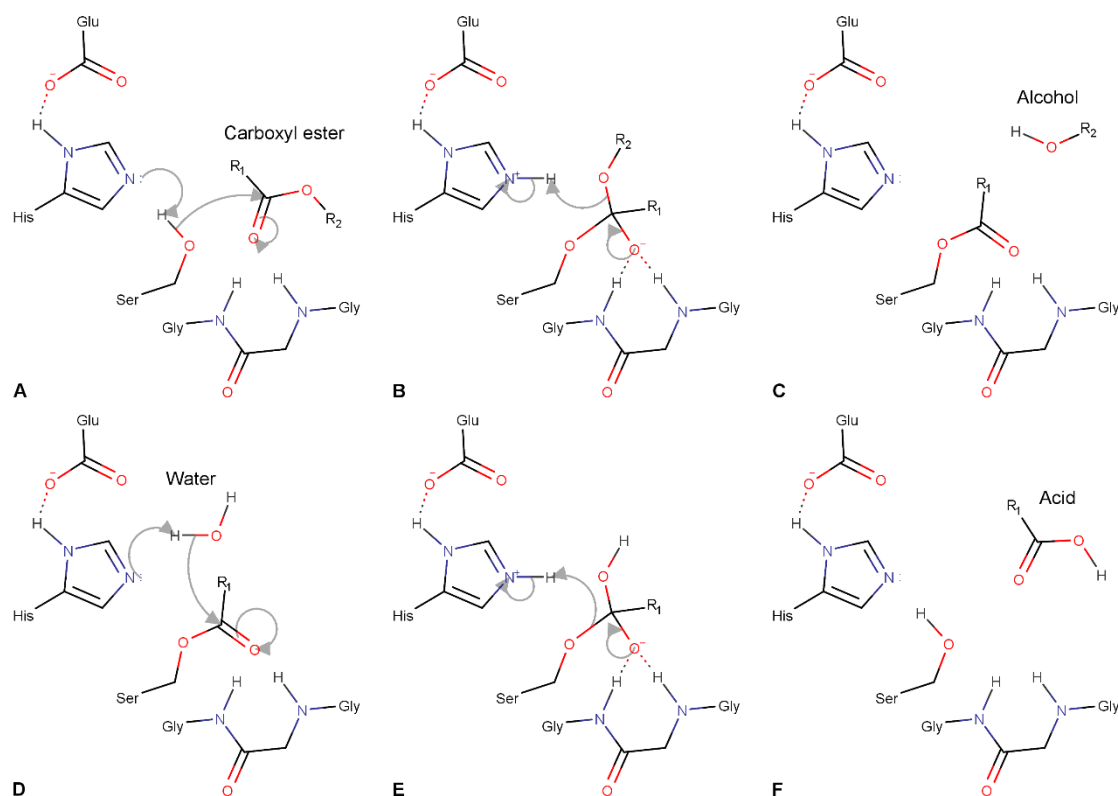 Glu
O⁻
O
H
N
N:
His
Carboxyl ester
R₁
O
R₂
O
H
O
Ser
H
H
N
N
Gly
Gly
O
A
Glu
O⁻
O
H
N
N⁺
H
His
R₂
O
R₁
O
O⁻
Ser
H
H
N
N
Gly
Gly
O
B
Glu
O⁻
O
H
N
N:
His
Alcohol
H
O
R₂
R₁
O
O
Ser
H
H
N
N
Gly
Gly
O
C
Glu
O⁻
O
H
N
N:
His
Water
H
H
O
R₁
O
O
Ser
H
H
N
N
Gly
Gly
O
D
Glu
O⁻
O
H
N
N⁺
H
His
H
O
R₁
O
O⁻
Ser
H
H
N
N
Gly
Gly
O
E
Glu
O⁻
O
H
N
N:
His
Acid
R₁
O
O
H
H
O
Ser
H
H
N
N
Gly
Gly
O
F